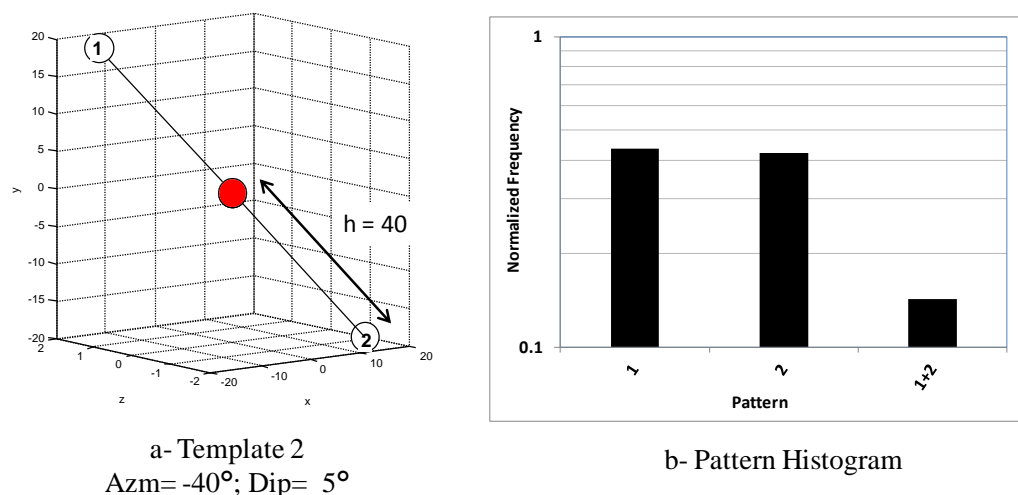 20
15
10
5
0
-5
-10
-15
-20
y
2
1
0
-1
-2
z
-20
-10
0
10
20
x
1
2
h = 40
a- Template 2
Azm= -40°; Dip= 5°
1
0.1
Normalized Frequency
1
2
1+2
Pattern
b- Pattern Histogram